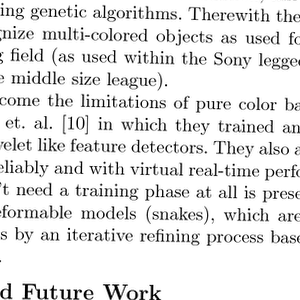 ing genetic algorithms. Therewith the
gnize multi-colored objects as used fo
g field (as used within the Sony legged
e middle size league).
come the limitations of pure color ba
et. al. [10] in which they trained an
velet like feature detectors. They also a
eliably and with virtual real-time perfo
't need a training phase at all is prese
eformable models (snakes), which are
s by an iterative refining process base
.
d Future Work